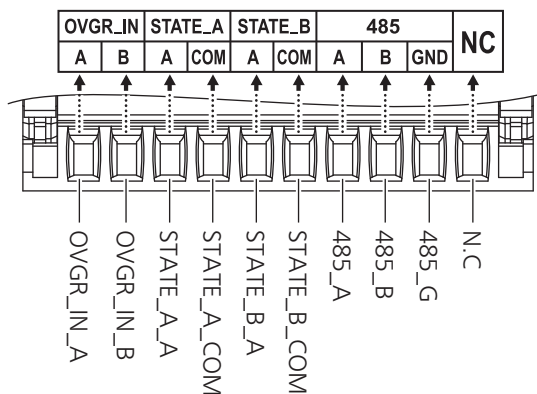 OVGR_IN STATE_A STATE_B 485 NC
A B A COM A COM A B GND
OVGR_IN_A
OVGR_IN_B
STATE_A_A
STATE_A_COM
STATE_B_A
STATE_B_COM
485_A
485_B
485_G
N.C